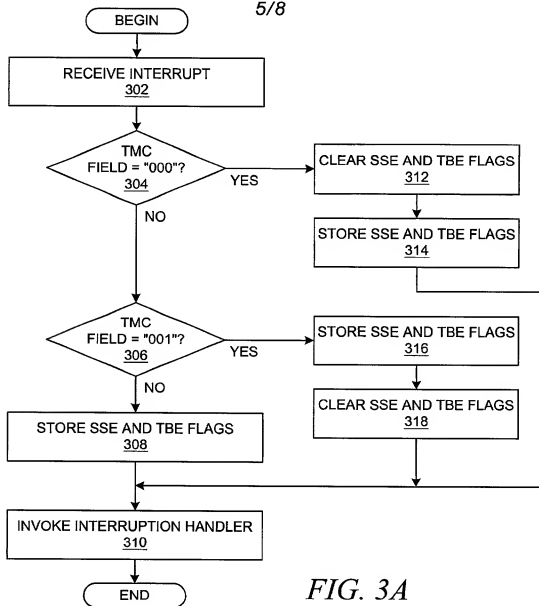 5/8
BEGIN
RECEIVE INTERRUPT
302
TMC
FIELD = "000"?
304
YES
NO
CLEAR SSE AND TBE FLAGS
312
STORE SSE AND TBE FLAGS
314
TMC
FIELD = "001"?
306
YES
NO
STORE SSE AND TBE FLAGS
316
CLEAR SSE AND TBE FLAGS
318
STORE SSE AND TBE FLAGS
308
INVOKE INTERRUPTION HANDLER
310
END
FIG. 3A